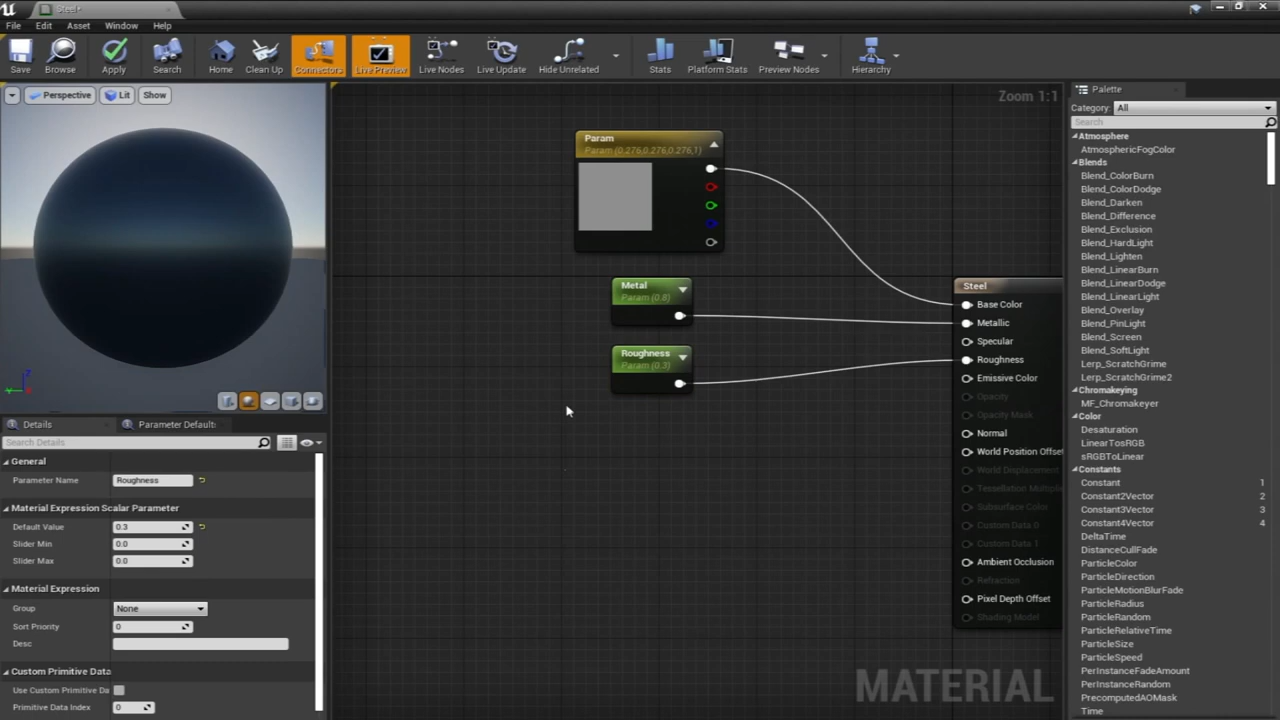 Steel*
File Edit Asset Window Help
Save Browse Apply Search Home Clean Up Connectors Live Preview Live Nodes Live Update Hide Unrelated Stats Platform Stats Preview Nodes Hierarchy
Perspective Lit Show
Zoom 1:1
Param
Param (0.276,0.276,0.276,1)
Metal
Param (0.8)
Roughness
Param (0.3)
Steel
Base Color
Metallic
Specular
Roughness
Emissive Color
Opacity
Opacity Mask
Normal
World Position Offse
World Displacement
Tessellation Multiplie
Subsurface Color
Custom Data 0
Custom Data 1
Ambient Occlusion
Refraction
Pixel Depth Offset
Shading Model
MATERIAL
Details Parameter Default
Search Details
General
Parameter Name Roughness
Material Expression Scalar Parameter
Default Value 0.3
Slider Min 0.0
Slider Max 0.0
Material Expression
Group None
Sort Priority 0
Desc
Custom Primitive Data
Use Custom Primitive Da
Primitive Data Index 0
Palette
Category: All
Search
Atmosphere
AtmosphericFogColor
Blends
Blend_ColorBurn
Blend_ColorDodge
Blend_Darken
Blend_Difference
Blend_Exclusion
Blend_HardLight
Blend_Lighten
Blend_LinearBurn
Blend_LinearDodge
Blend_LinearLight
Blend_Overlay
Blend_PinLight
Blend_Screen
Blend_SoftLight
Lerp_ScratchGrime
Lerp_ScratchGrime2
Chromakeying
MF_Chromakeyer
Color
Desaturation
LinearTosRGB
sRGBToLinear
Constants
Constant 1
Constant2Vector 2
Constant3Vector 3
Constant4Vector 4
DeltaTime
DistanceCullFade
ParticleColor
ParticleDirection
ParticleMotionBlurFade
ParticleRadius
ParticleRandom
ParticleRelativeTime
ParticleSize
ParticleSpeed
PerInstanceFadeAmount
PerInstanceRandom
PrecomputedAOMask
Time